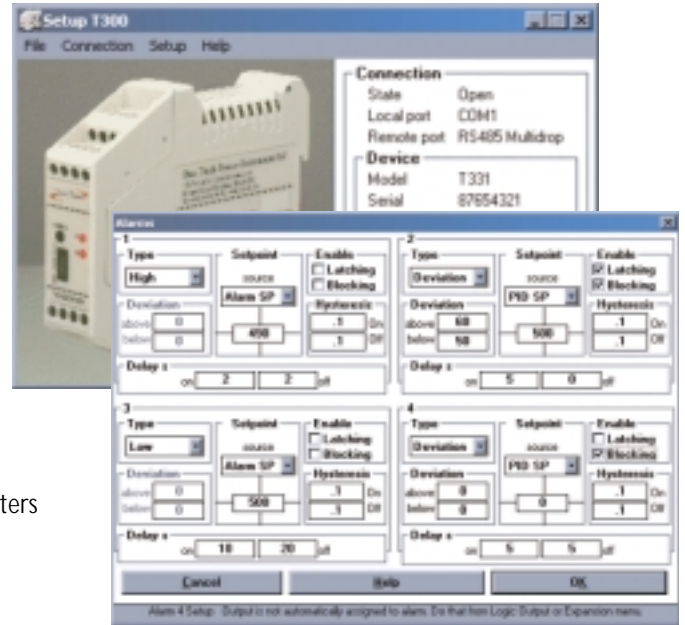 Setup T300
File Connection Setup Help
Connection
State Open
Local port COM1
Remote port RS485 Multidrop
Device
Model T331
Serial 87654321
Alarms
1
Type Setpoint Enable
High source Latching
Alarm SP Blocking
Deviation Hysteresis
above 0 490 .1 On
below 0 .1 Off
Delay s
on 2 2 off
2
Type Setpoint Enable
Deviation source Latching
PID SP Blocking
Deviation Hysteresis
above 60 500 .1 On
below 50 .1 Off
Delay s
on 5 0 off
3
Type Setpoint Enable
Low source Latching
Alarm SP Blocking
Deviation Hysteresis
above 0 500 .1 On
below 0 .1 Off
Delay s
on 10 20 off
4
Type Setpoint Enable
Deviation source Latching
PID SP Blocking
Deviation Hysteresis
above 0 0 .1 On
below 0 .1 Off
Delay s
on 5 5 off
Cancel Help OK
Alarm 4 Setup Output is not automatically assigned to alarm. Do that from Logic Output or Expansion menu.
ters